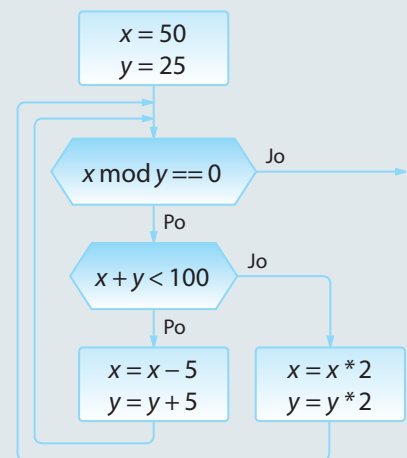 x = 50
y = 25
x mod y == 0
Jo
Po
x + y < 100
Jo
Po
x = x – 5
y = y + 5
x = x * 2
y = y * 2